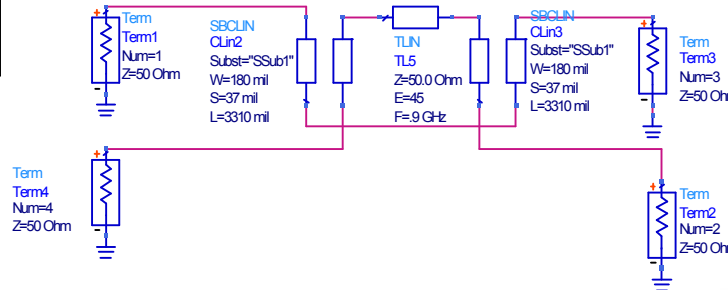 Term
Term1
Num=1
Z=50 Ohm
SBCLIN
CLin2
Subst="SSub1"
W=180 mil
S=37 mil
L=3310 mil
TLIN
TL5
Z=50.0 Ohm
E=45
F=.9 GHz
SBCLIN
CLin3
Subst="SSub1"
W=180 mil
S=37 mil
L=3310 mil
Term
Term3
Num=3
Z=50 Ohm
Term
Term4
Num=4
Z=50 Ohm
Term
Term2
Num=2
Z=50 Ohm